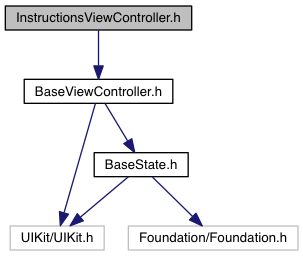 InstructionsViewController.h
BaseViewController.h
BaseState.h
UIKit/UIKit.h
Foundation/Foundation.h